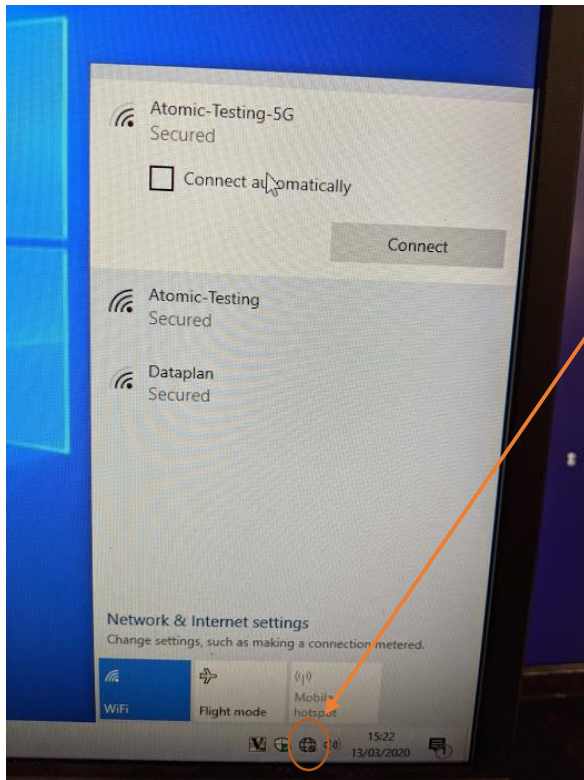 Atomic-Testing-5G
Secured
Connect automatically
Connect
Atomic-Testing
Secured
Dataplan
Secured
Network & Internet settings
Change settings, such as making a connection metered.
WiFi
Flight mode
Mobile
hotspot
15:22
13/03/2020
1